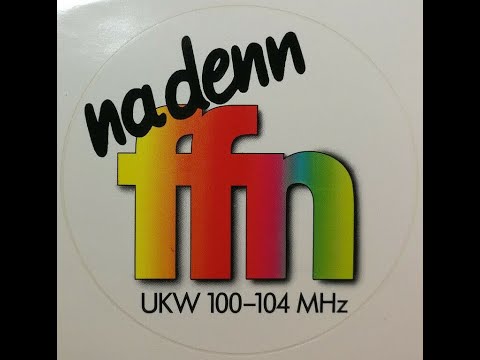 na denn
ffn
UKW 100–104 MHz